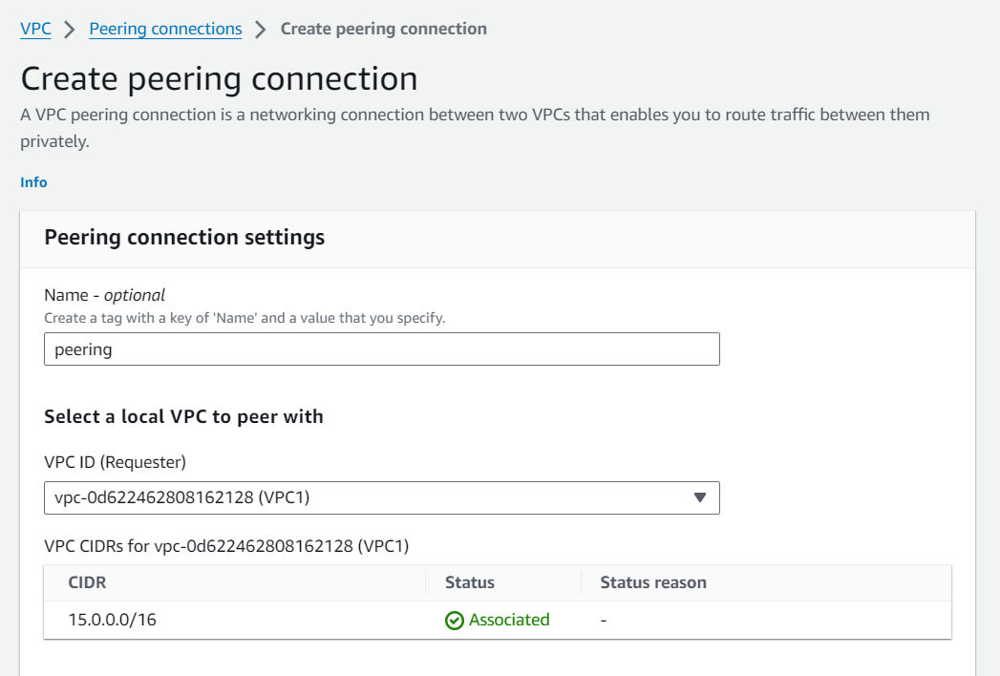 VPC > Peering connections > Create peering connection
Create peering connection
A VPC peering connection is a networking connection between two VPCs that enables you to route traffic between them
privately.
Info
Peering connection settings
Name - optional
Create a tag with a key of 'Name' and a value that you specify.
peering
Select a local VPC to peer with
VPC ID (Requester)
vpc-0d622462808162128 (VPC1)
VPC CIDRs for vpc-0d622462808162128 (VPC1)
CIDR Status Status reason
15.0.0.0/16 Associated -